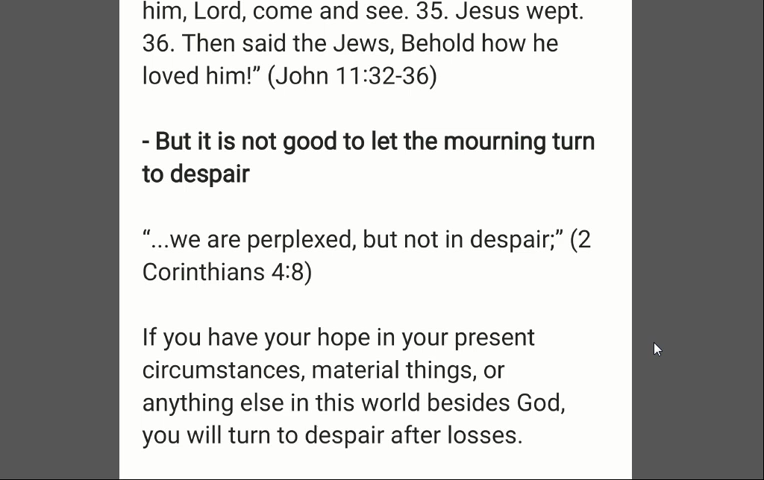 him, Lord, come and see. 35. Jesus wept.
36. Then said the Jews, Behold how he
loved him!” (John 11:32-36)
- But it is not good to let the mourning turn
to despair
“...we are perplexed, but not in despair;” (2
Corinthians 4:8)
If you have your hope in your present
circumstances, material things, or
anything else in this world besides God,
you will turn to despair after losses.